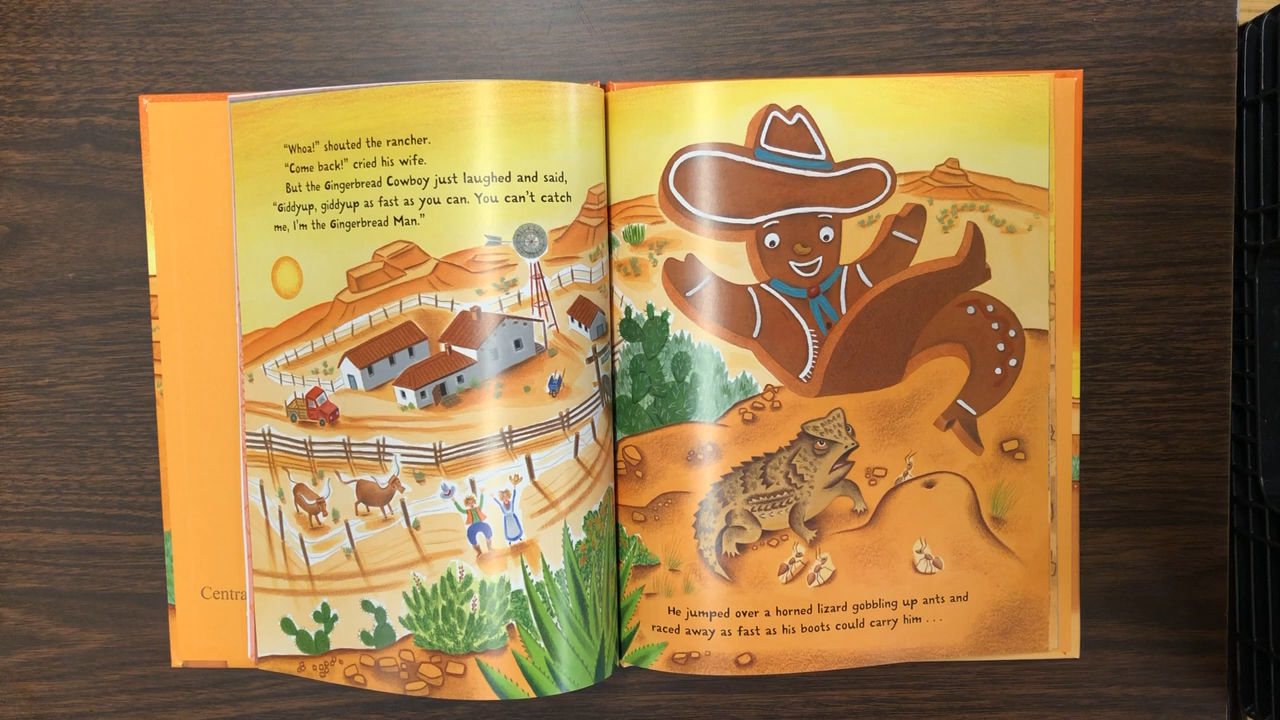 "Whoa!" shouted the rancher.
"Come back!" cried his wife.
But the Gingerbread Cowboy just laughed and said,
"Giddyup, giddyup as fast as you can. You can't catch
me, I'm the Gingerbread Man."
Centra
He jumped over a horned lizard gobbling up ants and
raced away as fast as his boots could carry him . . .